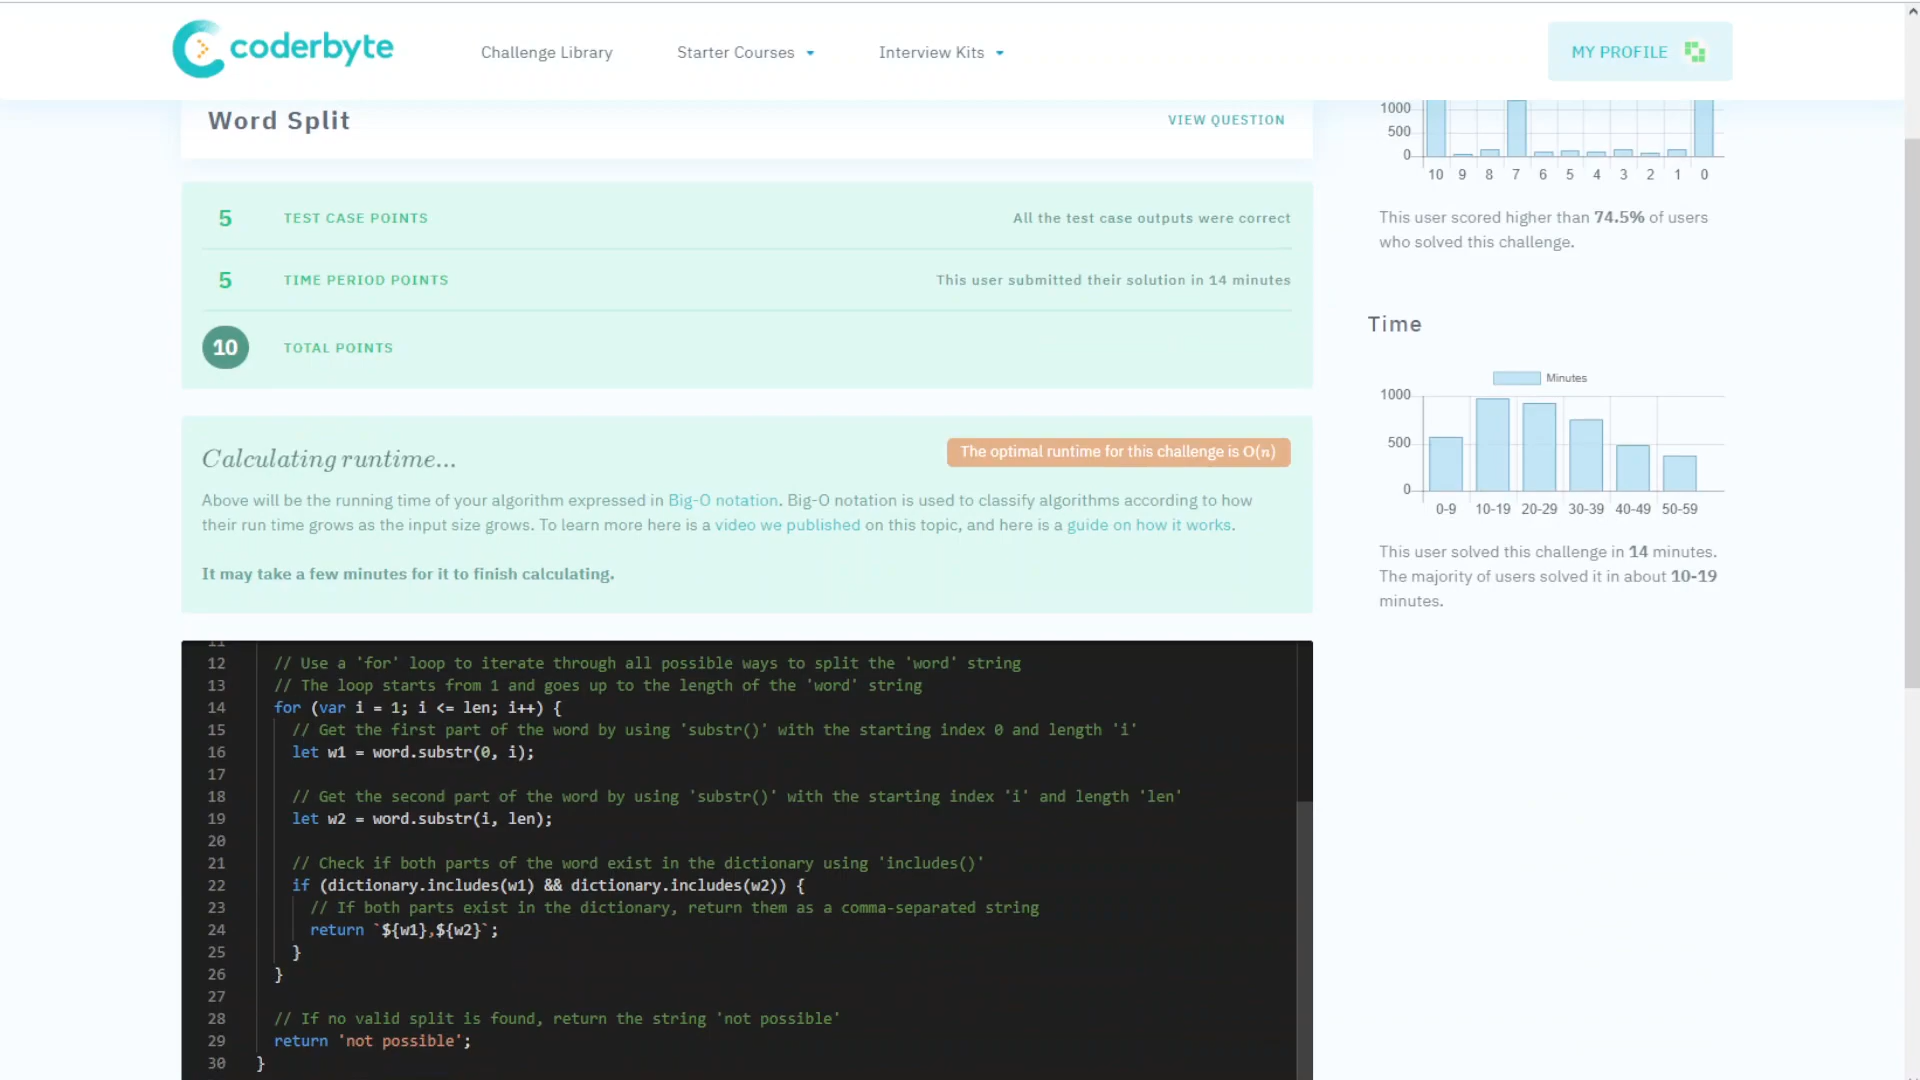 coderbyte
Challenge Library
Starter Courses
Interview Kits
MY PROFILE
Word Split
VIEW QUESTION
5
TEST CASE POINTS
All the test case outputs were correct
5
TIME PERIOD POINTS
This user submitted their solution in 14 minutes
10
TOTAL POINTS
Calculating runtime...
The optimal runtime for this challenge is O(n)
Above will be the running time of your algorithm expressed in Big-O notation. Big-O notation is used to classify algorithms according to how
their run time grows as the input size grows. To learn more here is a video we published on this topic, and here is a guide on how it works.
It may take a few minutes for it to finish calculating.
11
12 // Use a 'for' loop to iterate through all possible ways to split the 'word' string
13 // The loop starts from 1 and goes up to the length of the 'word' string
14 for (var i = 1; i <= len; i++) {
15 // Get the first part of the word by using 'substr()' with the starting index 0 and length 'i'
16 let w1 = word.substr(0, i);
17
18 // Get the second part of the word by using 'substr()' with the starting index 'i' and length 'len'
19 let w2 = word.substr(i, len);
20
21 // Check if both parts of the word exist in the dictionary using 'includes()'
22 if (dictionary.includes(w1) && dictionary.includes(w2)) {
23 // If both parts exist in the dictionary, return them as a comma-separated string
24 return `${w1},${w2}`;
25 }
26 }
27
28 // If no valid split is found, return the string 'not possible'
29 return 'not possible';
30 }
1000
500
0
10 9 8 7 6 5 4 3 2 1 0
This user scored higher than 74.5% of users
who solved this challenge.
Time
Minutes
1000
500
0
0-9 10-19 20-29 30-39 40-49 50-59
This user solved this challenge in 14 minutes.
The majority of users solved it in about 10-19
minutes.